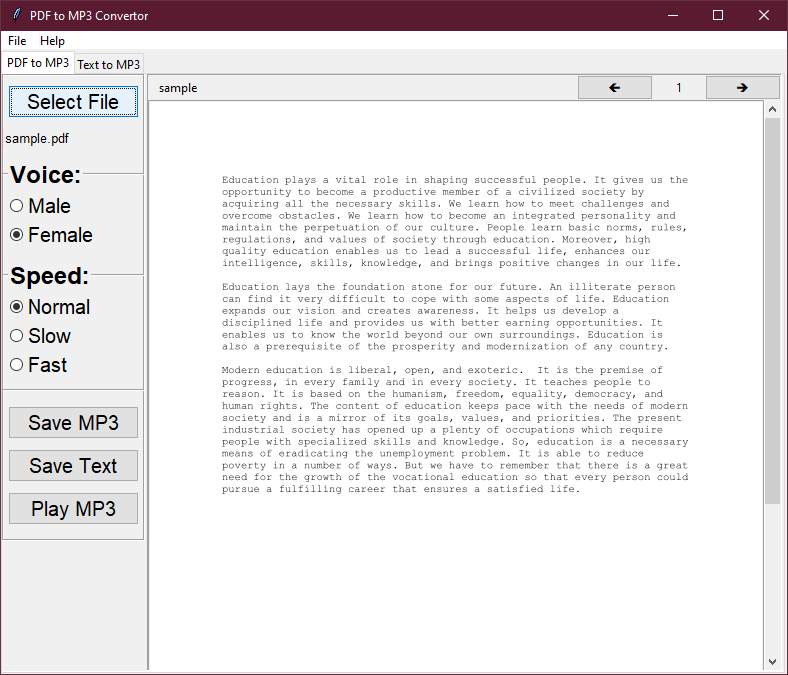 PDF to MP3 Convertor
File Help
PDF to MP3 Text to MP3
Select File
sample.pdf
Voice:
Male
Female
Speed:
Normal
Slow
Fast
Save MP3
Save Text
Play MP3
sample
1
Education plays a vital role in shaping successful people. It gives us the
opportunity to become a productive member of a civilized society by
acquiring all the necessary skills. We learn how to meet challenges and
overcome obstacles. We learn how to become an integrated personality and
maintain the perpetuation of our culture. People learn basic norms, rules,
regulations, and values of society through education. Moreover, high
quality education enables us to lead a successful life, enhances our
intelligence, skills, knowledge, and brings positive changes in our life.
Education lays the foundation stone for our future. An illiterate person
can find it very difficult to cope with some aspects of life. Education
expands our vision and creates awareness. It helps us develop a
disciplined life and provides us with better earning opportunities. It
enables us to know the world beyond our own surroundings. Education is
also a prerequisite of the prosperity and modernization of any country.
Modern education is liberal, open, and exoteric.  It is the premise of
progress, in every family and in every society. It teaches people to
reason. It is based on the humanism, freedom, equality, democracy, and
human rights. The content of education keeps pace with the needs of modern
society and is a mirror of its goals, values, and priorities. The present
industrial society has opened up a plenty of occupations which require
people with specialized skills and knowledge. So, education is a necessary
means of eradicating the unemployment problem. It is able to reduce
poverty in a number of ways. But we have to remember that there is a great
need for the growth of the vocational education so that every person could
pursue a fulfilling career that ensures a satisfied life.